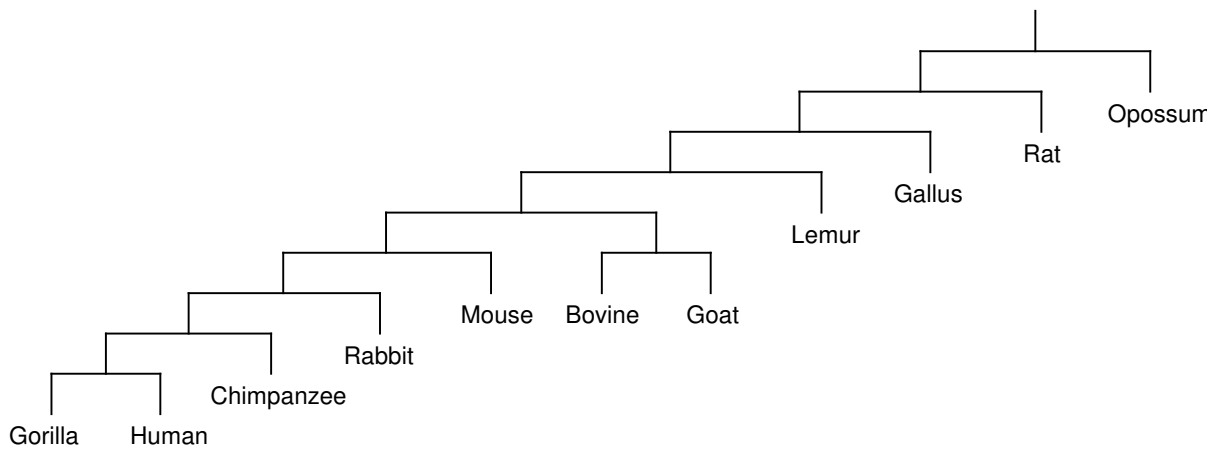 Opossum
Rat
Gallus
Lemur
Mouse Bovine Goat
Rabbit
Chimpanzee
Gorilla Human